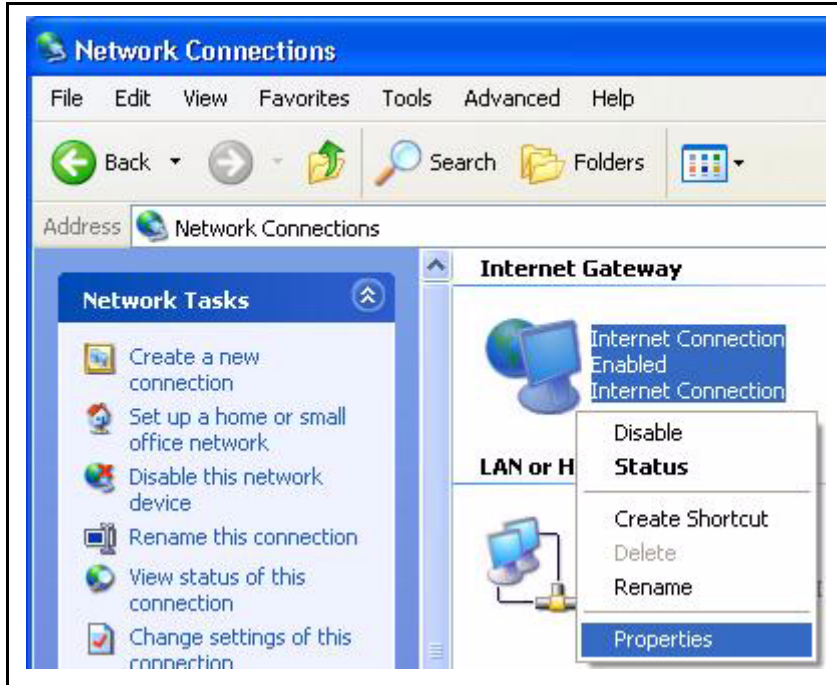 Network Connections
File Edit View Favorites Tools Advanced Help
Back Search Folders
Address Network Connections
Network Tasks
Create a new
connection
Set up a home or small
office network
Disable this network
device
Rename this connection
View status of this
connection
Change settings of this
connection
Internet Gateway
Internet Connection
Enabled
Internet Connection
LAN or H
Disable
Status
Create Shortcut
Delete
Rename
Properties